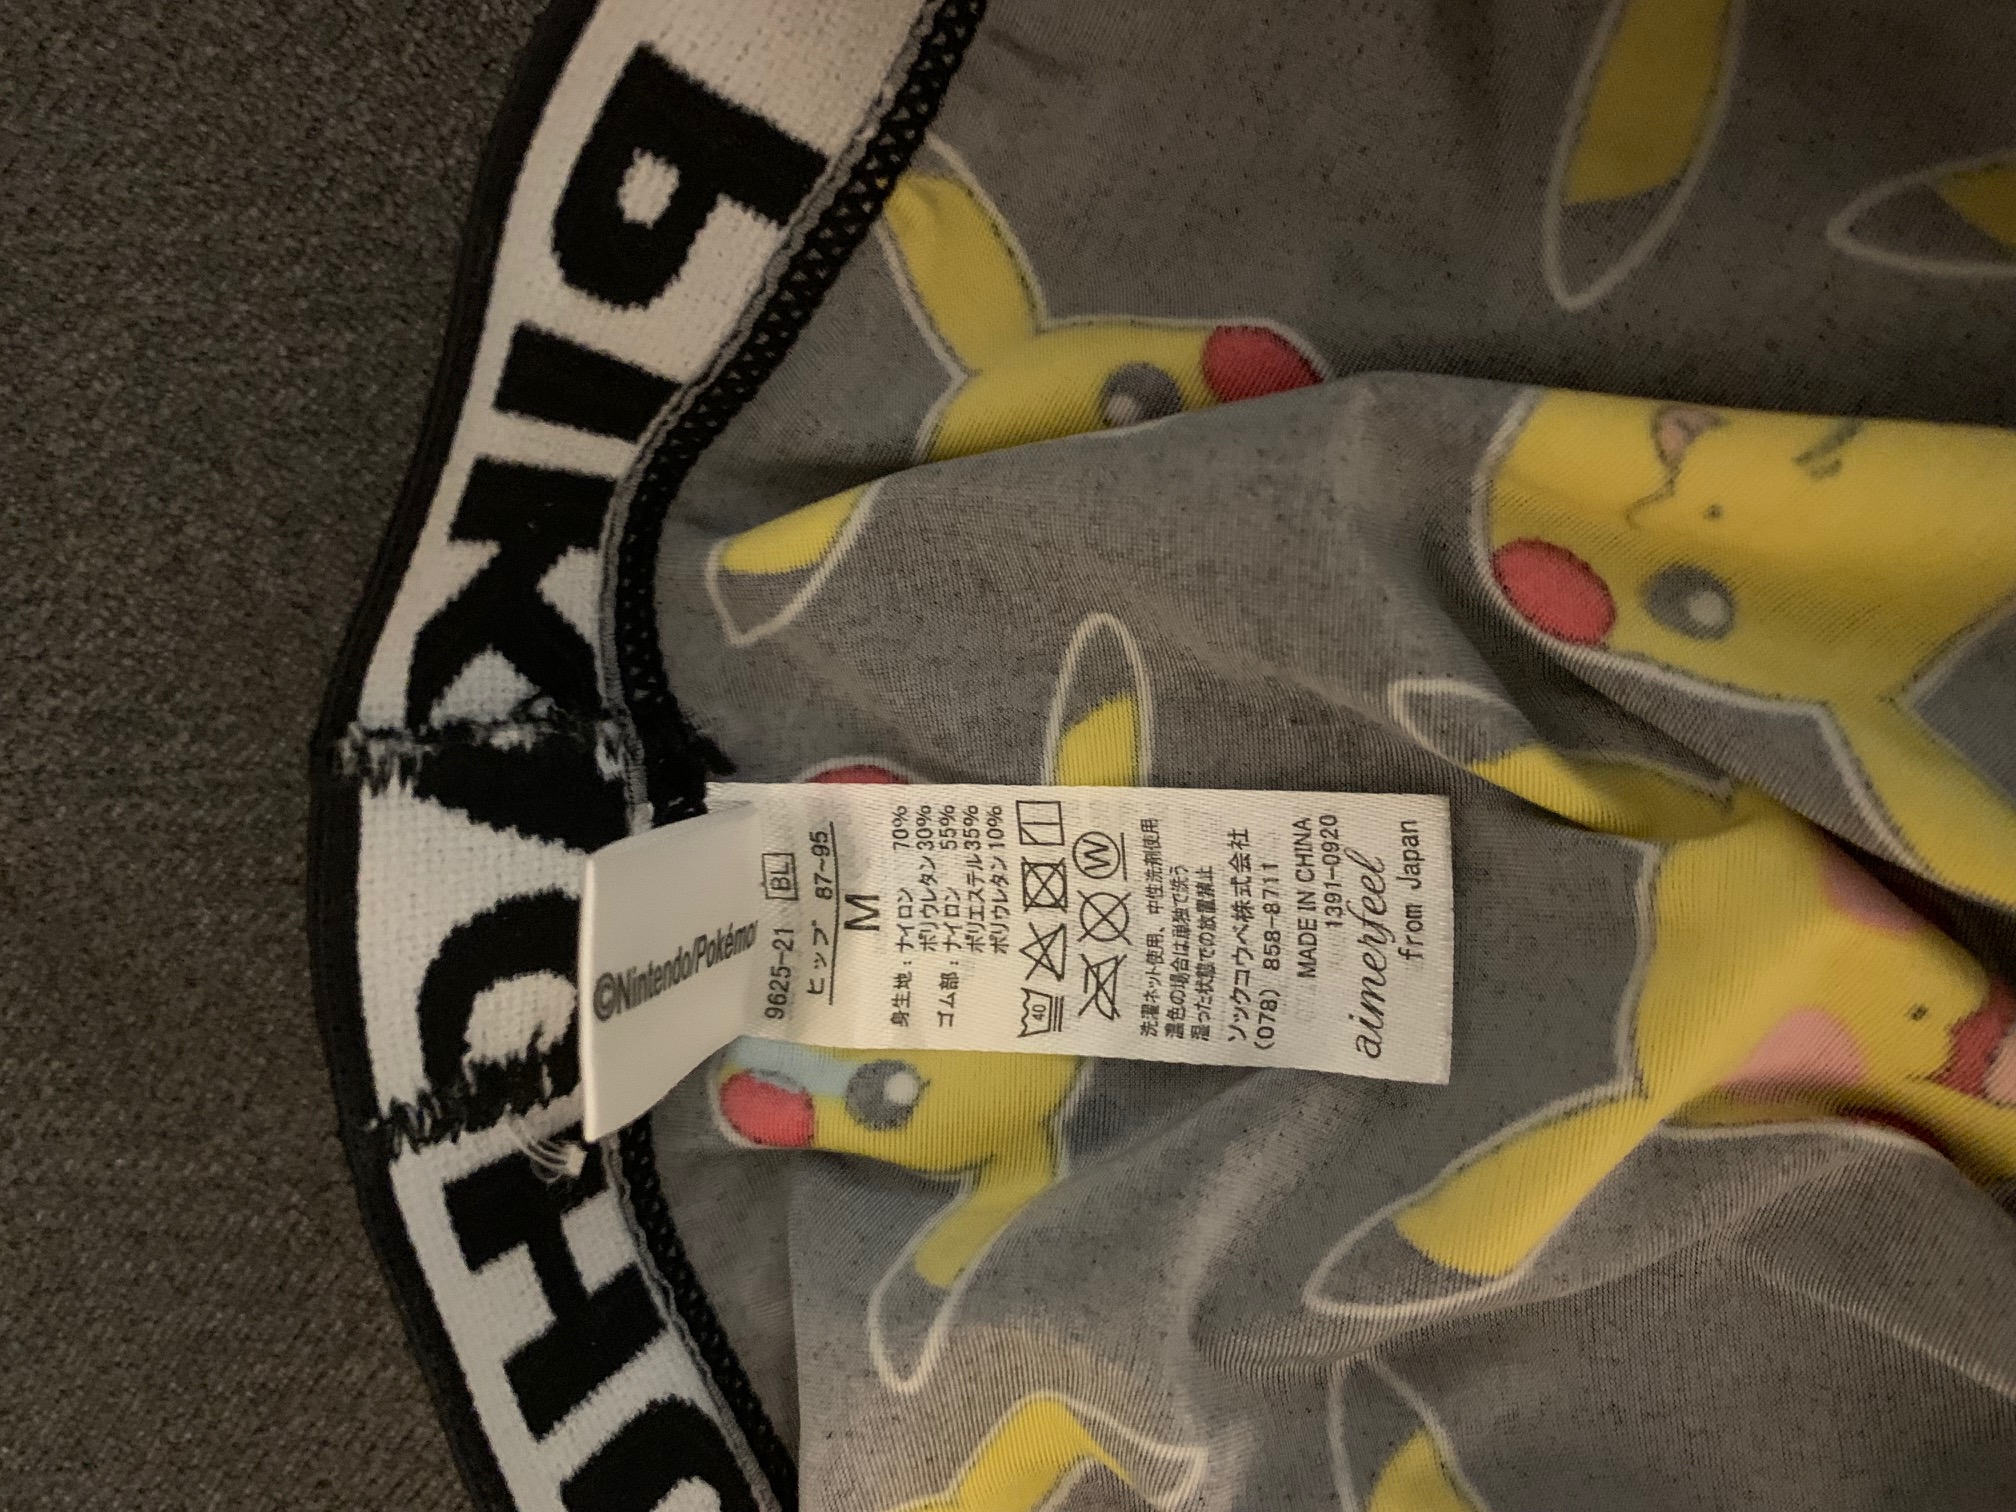 PIKACHU
©Nintendo/Pokémon
9625-21 BL
ヒップ 87~95
M
身生地:ナイロン 70%
ポリウレタン 30%
ゴム部:ナイロン 55%
ポリエステル 35%
ポリウレタン 10%
40
W
洗濯ネット使用、中性洗剤使用
濃色の場合は単独で洗う
湿った状態での放置禁止
ソックコウベ株式会社
(078) 858-8711
MADE IN CHINA
1391-0920
aimerfeel
from Japan